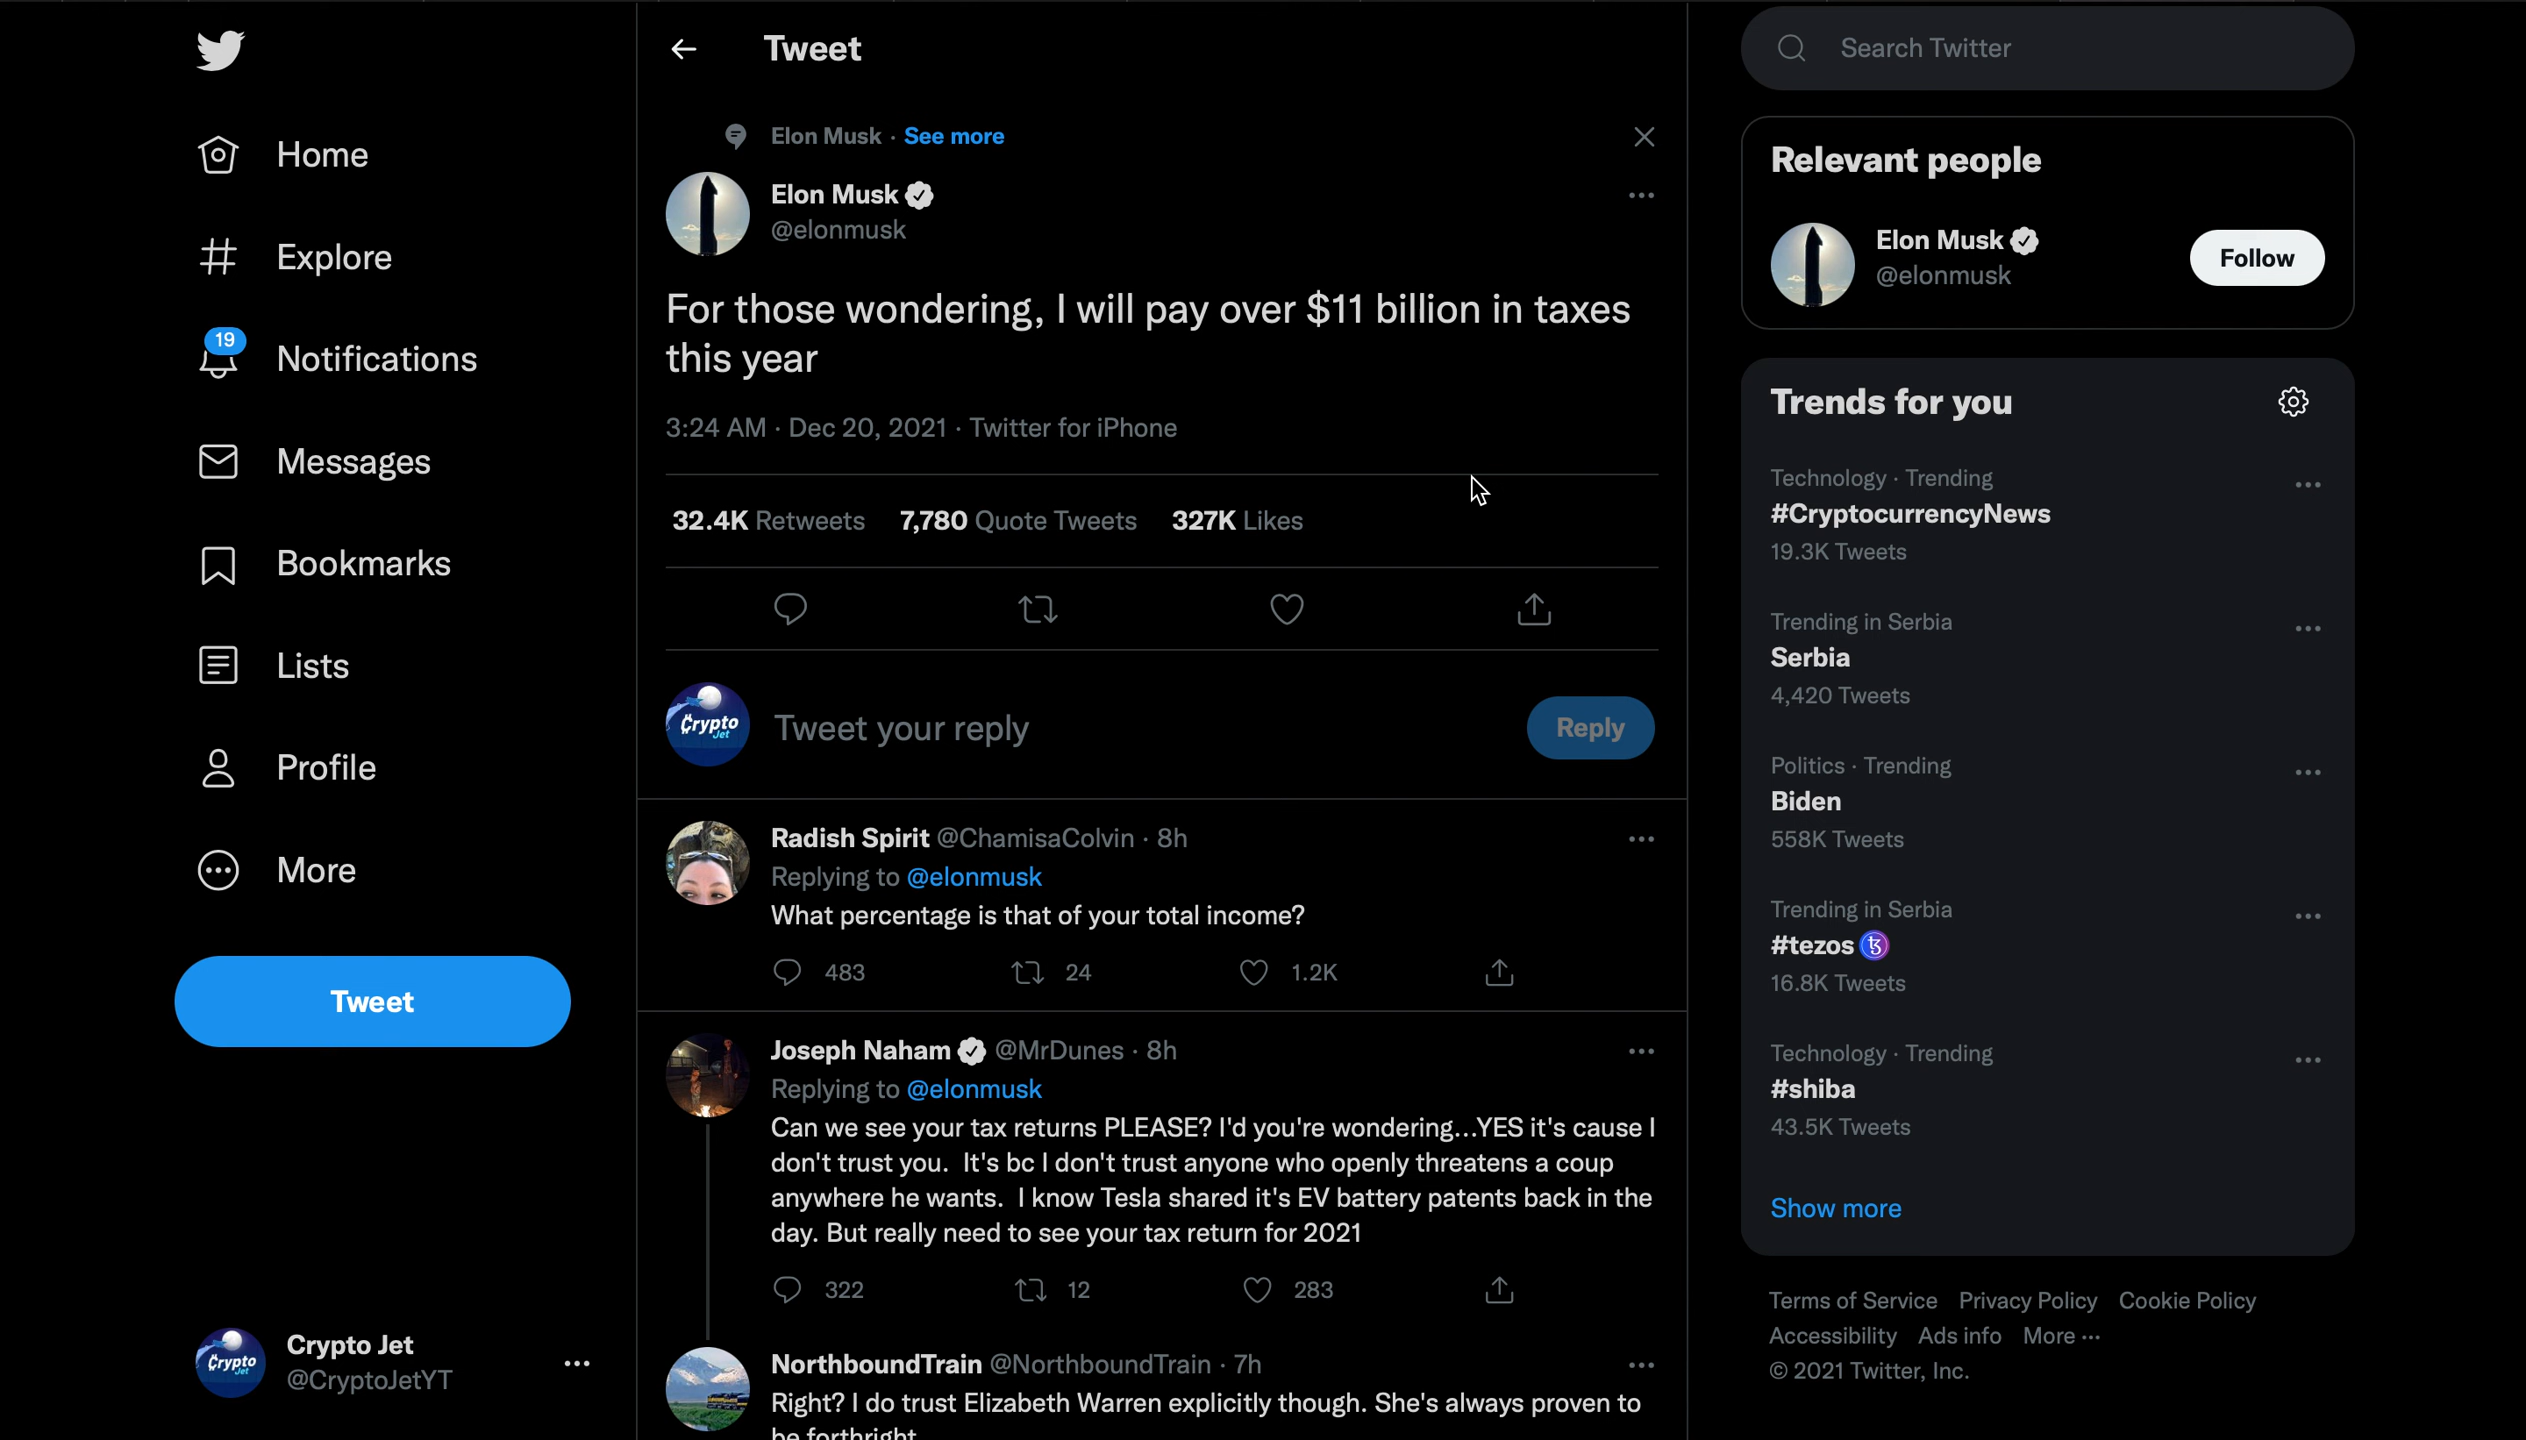 Home
Explore
19
Notifications
Messages
Bookmarks
Lists
Profile
More
Tweet
Crypto Jet
@CryptoJetYT
Tweet
Elon Musk · See more
Elon Musk
@elonmusk
For those wondering, I will pay over $11 billion in taxes
this year
3:24 AM · Dec 20, 2021 · Twitter for iPhone
32.4K Retweets 7,780 Quote Tweets 327K Likes
Crypto
Jet
Tweet your reply
Reply
Radish Spirit @ChamisaColvin · 8h
Replying to @elonmusk
What percentage is that of your total income?
483 24 1.2K
Joseph Naham @MrDunes · 8h
Replying to @elonmusk
Can we see your tax returns PLEASE? I'd you're wondering...YES it's cause I
don't trust you. It's bc I don't trust anyone who openly threatens a coup
anywhere he wants. I know Tesla shared it's EV battery patents back in the
day. But really need to see your tax return for 2021
322 12 283
NorthboundTrain @NorthboundTrain · 7h
Right? I do trust Elizabeth Warren explicitly though. She's always proven to
be forthright
Search Twitter
Relevant people
Elon Musk
@elonmusk
Follow
Trends for you
Technology · Trending
#CryptocurrencyNews
19.3K Tweets
Trending in Serbia
Serbia
4,420 Tweets
Politics · Trending
Biden
558K Tweets
Trending in Serbia
#tezos
16.8K Tweets
Technology · Trending
#shiba
43.5K Tweets
Show more
Terms of Service Privacy Policy Cookie Policy
Accessibility Ads info More ···
© 2021 Twitter, Inc.